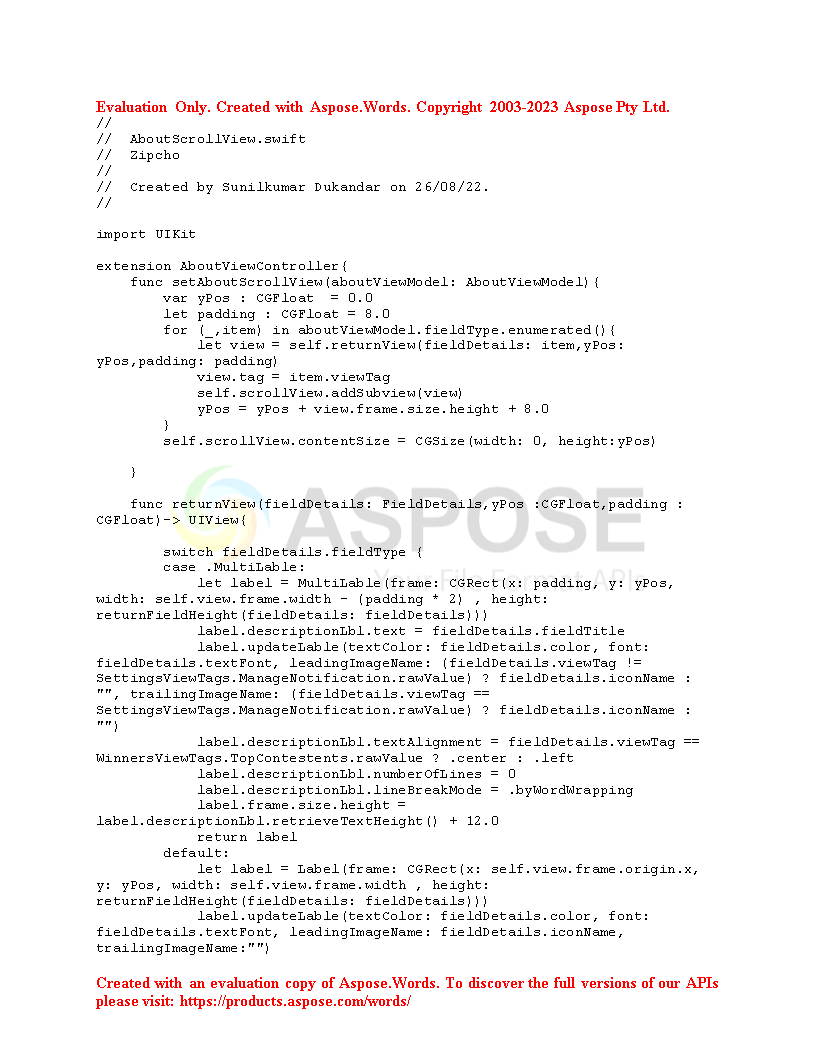 Evaluation Only. Created with Aspose.Words. Copyright 2003-2023 Aspose Pty Ltd.
//
//  AboutScrollView.swift
//  Zipcho
//
//  Created by Sunilkumar Dukandar on 26/08/22.
//
import UIKit
extension AboutViewController{
    func setAboutScrollView(aboutViewModel: AboutViewModel){
        var yPos : CGFloat  = 0.0
        let padding : CGFloat = 8.0
        for (_,item) in aboutViewModel.fieldType.enumerated(){
            let view = self.returnView(fieldDetails: item,yPos:
yPos,padding: padding)
            view.tag = item.viewTag
            self.scrollView.addSubview(view)
            yPos = yPos + view.frame.size.height + 8.0
        }
        self.scrollView.contentSize = CGSize(width: 0, height:yPos)
    }
ASPOSE
Your File Format APIs
    func returnView(fieldDetails: FieldDetails,yPos :CGFloat,padding :
CGFloat)-> UIView{
        switch fieldDetails.fieldType {
        case .MultiLable:
            let label = MultiLable(frame: CGRect(x: padding, y: yPos,
width: self.view.frame.width - (padding * 2) , height:
returnFieldHeight(fieldDetails: fieldDetails)))
            label.descriptionLbl.text = fieldDetails.fieldTitle
            label.updateLable(textColor: fieldDetails.color, font:
fieldDetails.textFont, leadingImageName: (fieldDetails.viewTag !=
SettingsViewTags.ManageNotification.rawValue) ? fieldDetails.iconName :
"", trailingImageName: (fieldDetails.viewTag ==
SettingsViewTags.ManageNotification.rawValue) ? fieldDetails.iconName :
"")
            label.descriptionLbl.textAlignment = fieldDetails.viewTag ==
WinnersViewTags.TopContestents.rawValue ? .center : .left
            label.descriptionLbl.numberOfLines = 0
            label.descriptionLbl.lineBreakMode = .byWordWrapping
            label.frame.size.height =
label.descriptionLbl.retrieveTextHeight() + 12.0
            return label
        default:
            let label = Label(frame: CGRect(x: self.view.frame.origin.x,
y: yPos, width: self.view.frame.width , height:
returnFieldHeight(fieldDetails: fieldDetails)))
            label.updateLable(textColor: fieldDetails.color, font:
fieldDetails.textFont, leadingImageName: fieldDetails.iconName,
trailingImageName:"")
Created with an evaluation copy of Aspose.Words. To discover the full versions of our APIs
please visit: https://products.aspose.com/words/